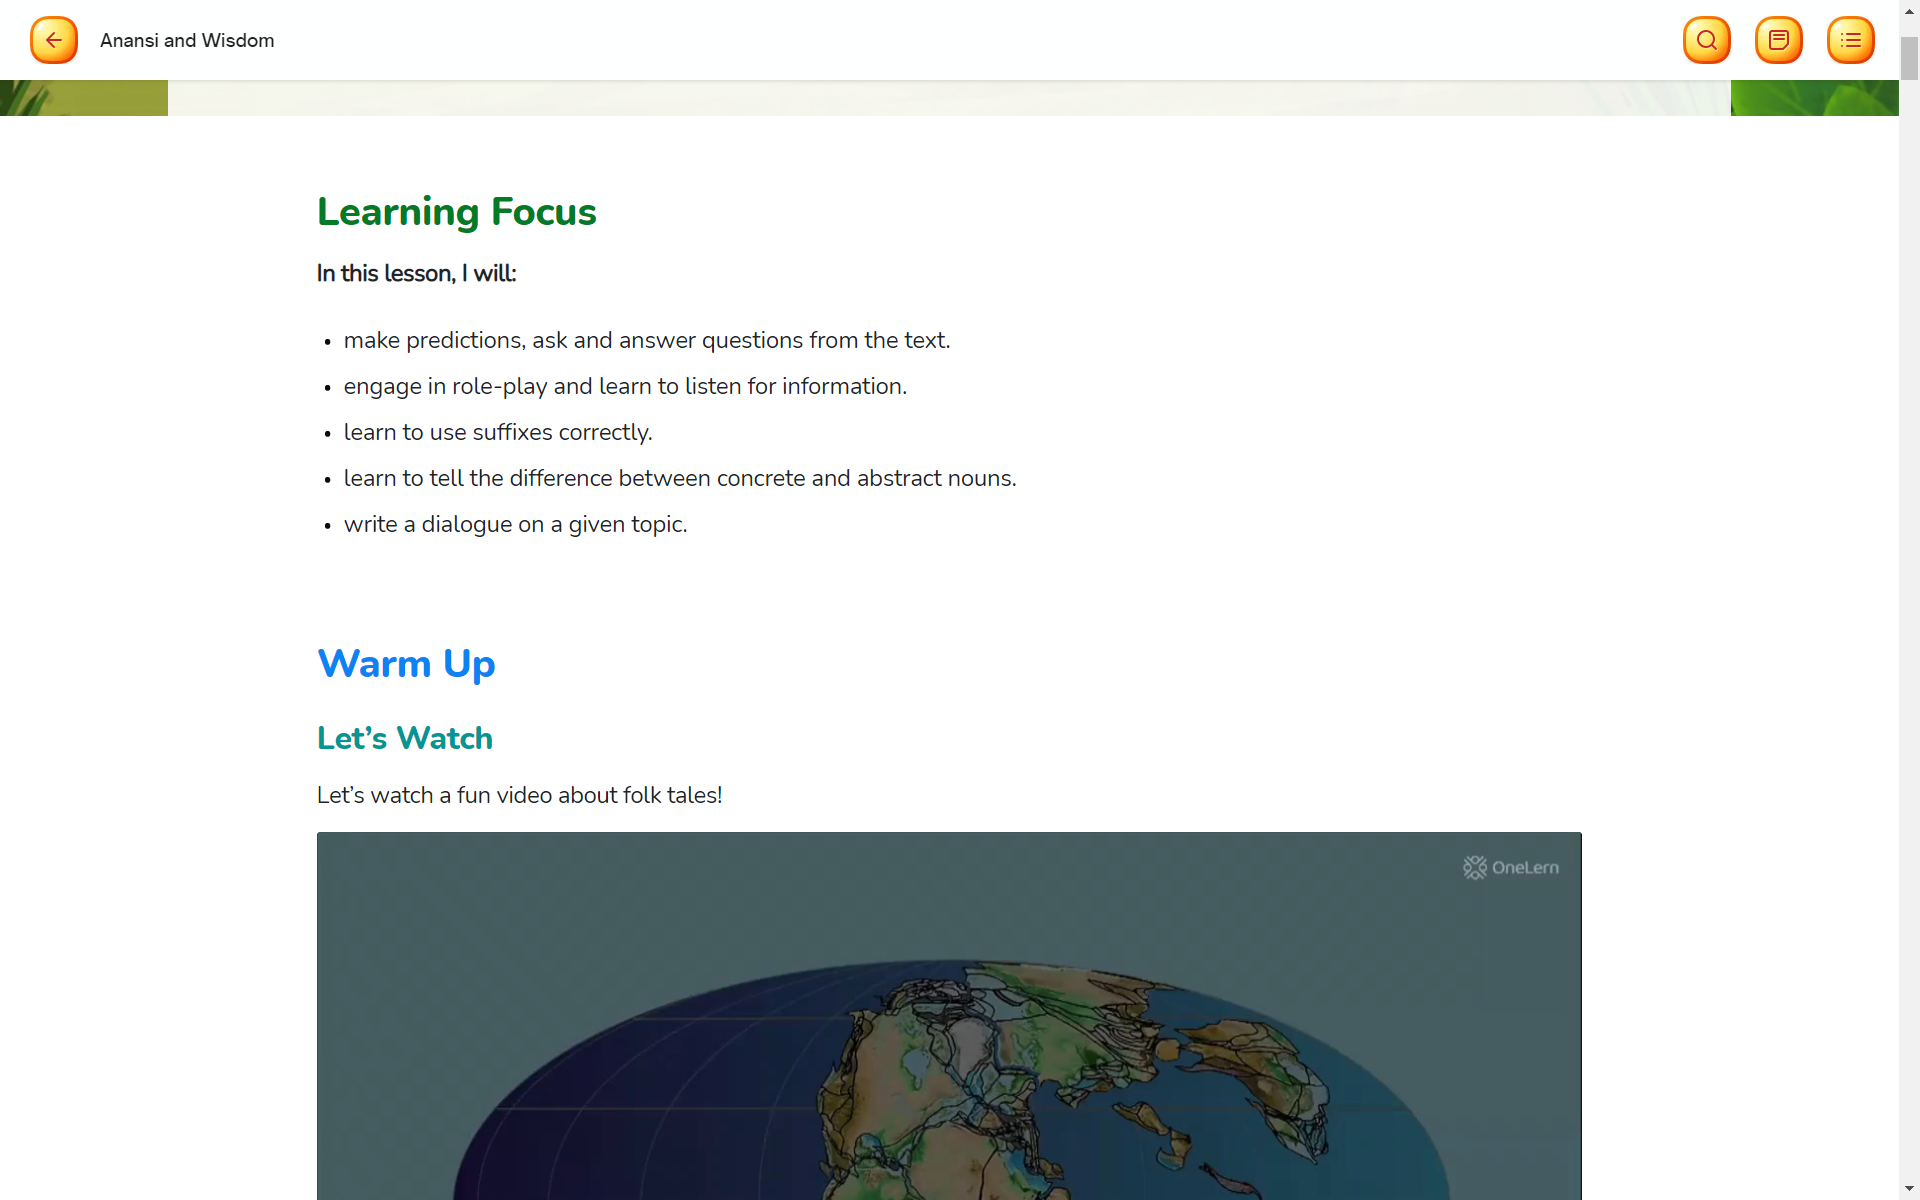 Anansi and Wisdom
Learning Focus
In this lesson, I will:
• make predictions, ask and answer questions from the text.
• engage in role-play and learn to listen for information.
• learn to use suffixes correctly.
• learn to tell the difference between concrete and abstract nouns.
• write a dialogue on a given topic.
Warm Up
Let’s Watch
Let’s watch a fun video about folk tales!
OneLern